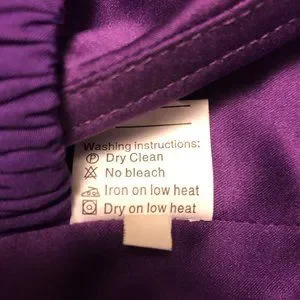 Washing instructions:
Ⓟ Dry Clean
No bleach
Iron on low heat
Dry on low heat